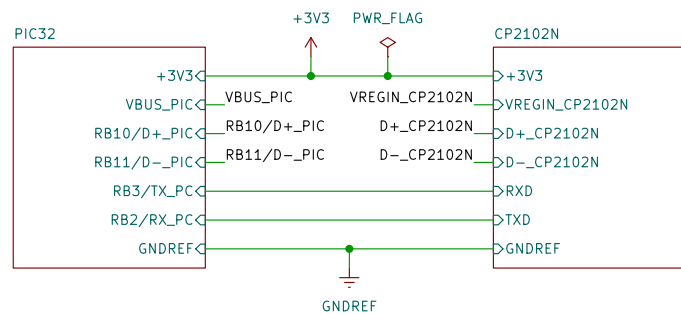 +3V3 PWR_FLAG
PIC32 CP2102N
+3V3 +3V3
VBUS_PIC VBUS_PIC VREGIN_CP2102N VREGIN_CP2102N
RB10/D+_PIC RB10/D+_PIC D+_CP2102N D+_CP2102N
RB11/D-_PIC RB11/D-_PIC D-_CP2102N D-_CP2102N
RB3/TX_PC RXD
RB2/RX_PC TXD
GNDREF GNDREF
GNDREF